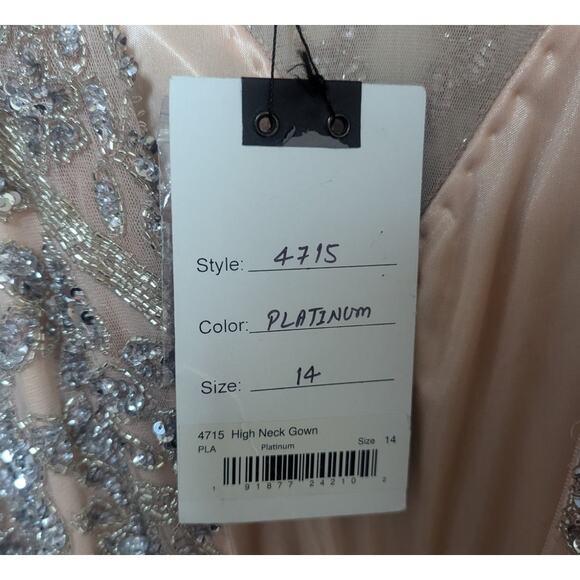 Style: 4715
Color: PLATINUM
Size: 14
4715 High Neck Gown
PLA Platinum Size 14
1 91877 24210 2